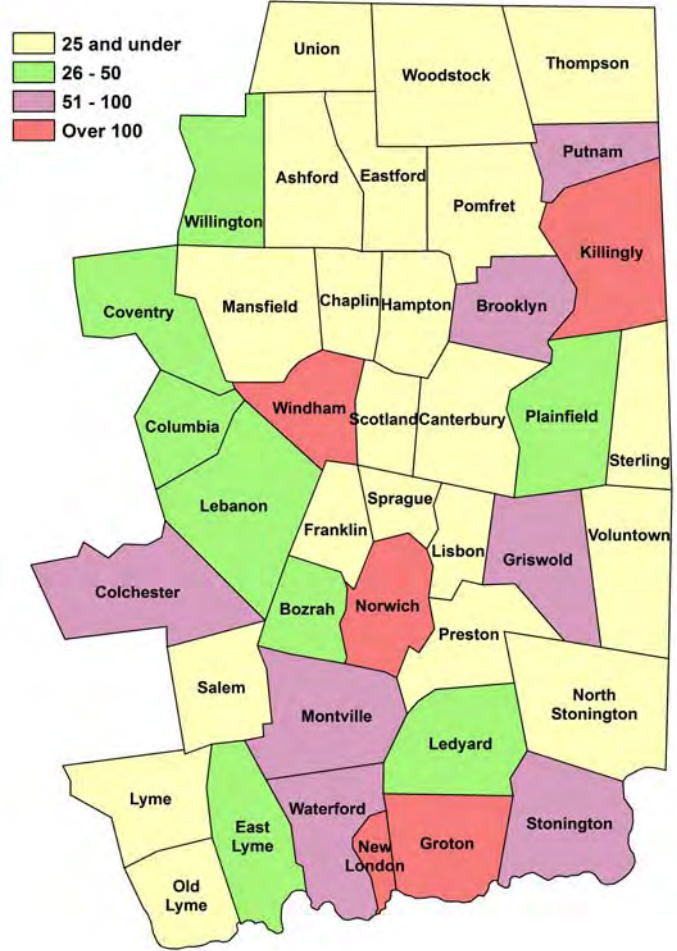 25 and under
26 - 50
51 - 100
Over 100
Union
Woodstock
Thompson
Putnam
Ashford
Eastford
Pomfret
Willington
Killingly
Coventry
Mansfield
Chaplin
Hampton
Brooklyn
Windham
Scotland
Canterbury
Plainfield
Columbia
Sterling
Lebanon
Sprague
Franklin
Lisbon
Griswold
Voluntown
Colchester
Bozrah
Norwich
Preston
Salem
Montville
North
Stonington
Ledyard
Lyme
Waterford
East
Lyme
New
London
Groton
Stonington
Old
Lyme